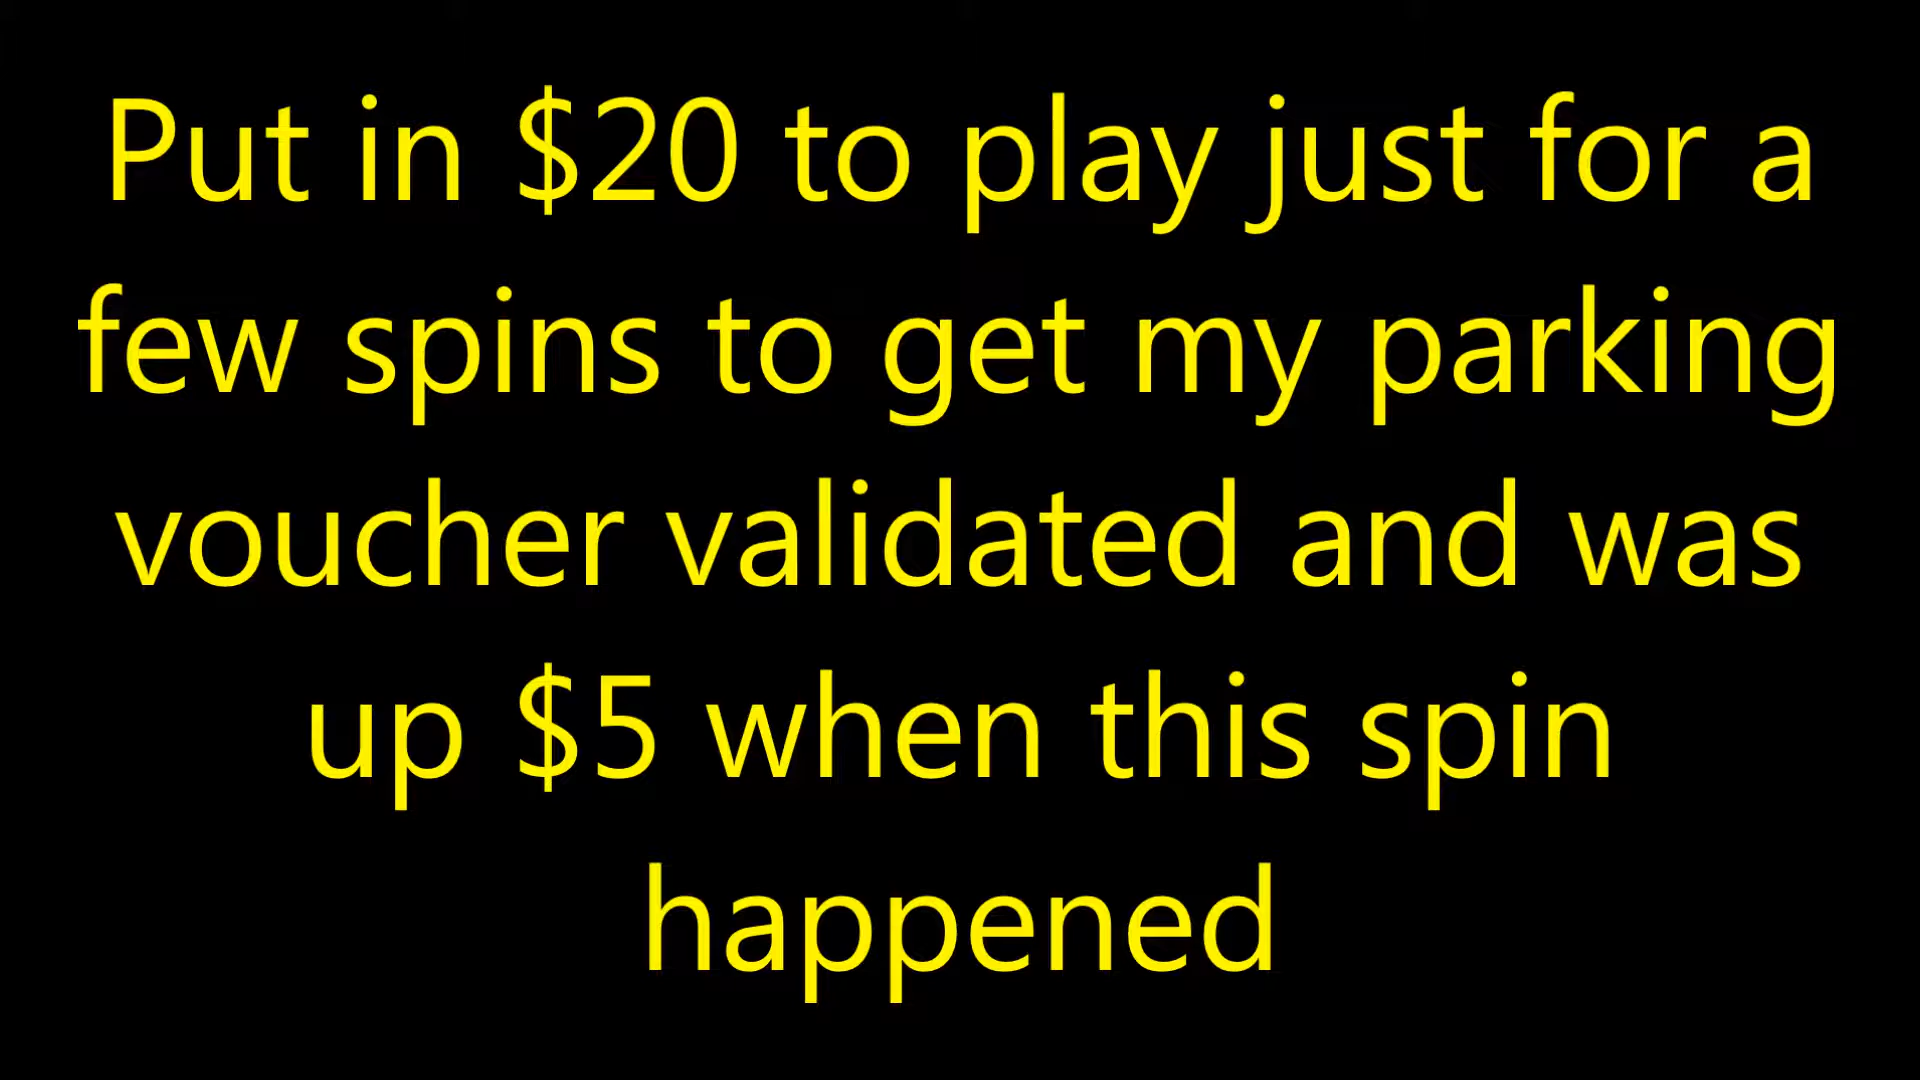 Put in $20 to play just for a
few spins to get my parking
voucher validated and was
up $5 when this spin
happened